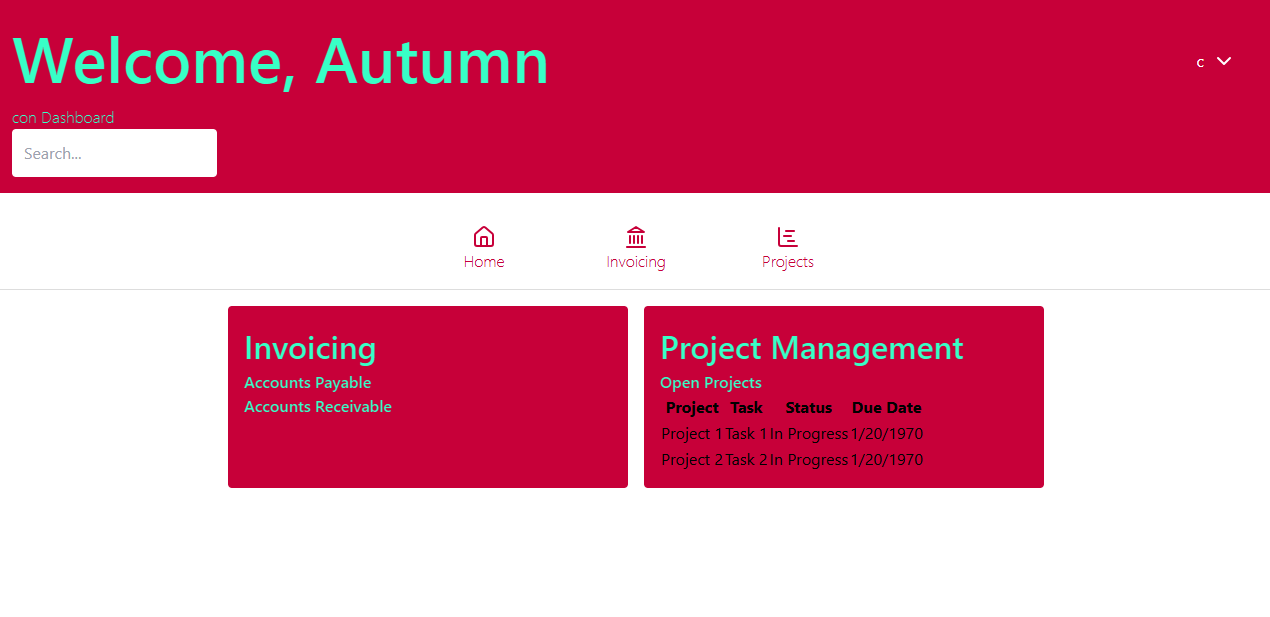 Welcome, Autumn
c
con Dashboard
Search...
Home Invoicing Projects
Invoicing
Accounts Payable
Accounts Receivable
Project Management
Open Projects
Project Task Status Due Date
Project 1 Task 1 In Progress 1/20/1970
Project 2 Task 2 In Progress 1/20/1970